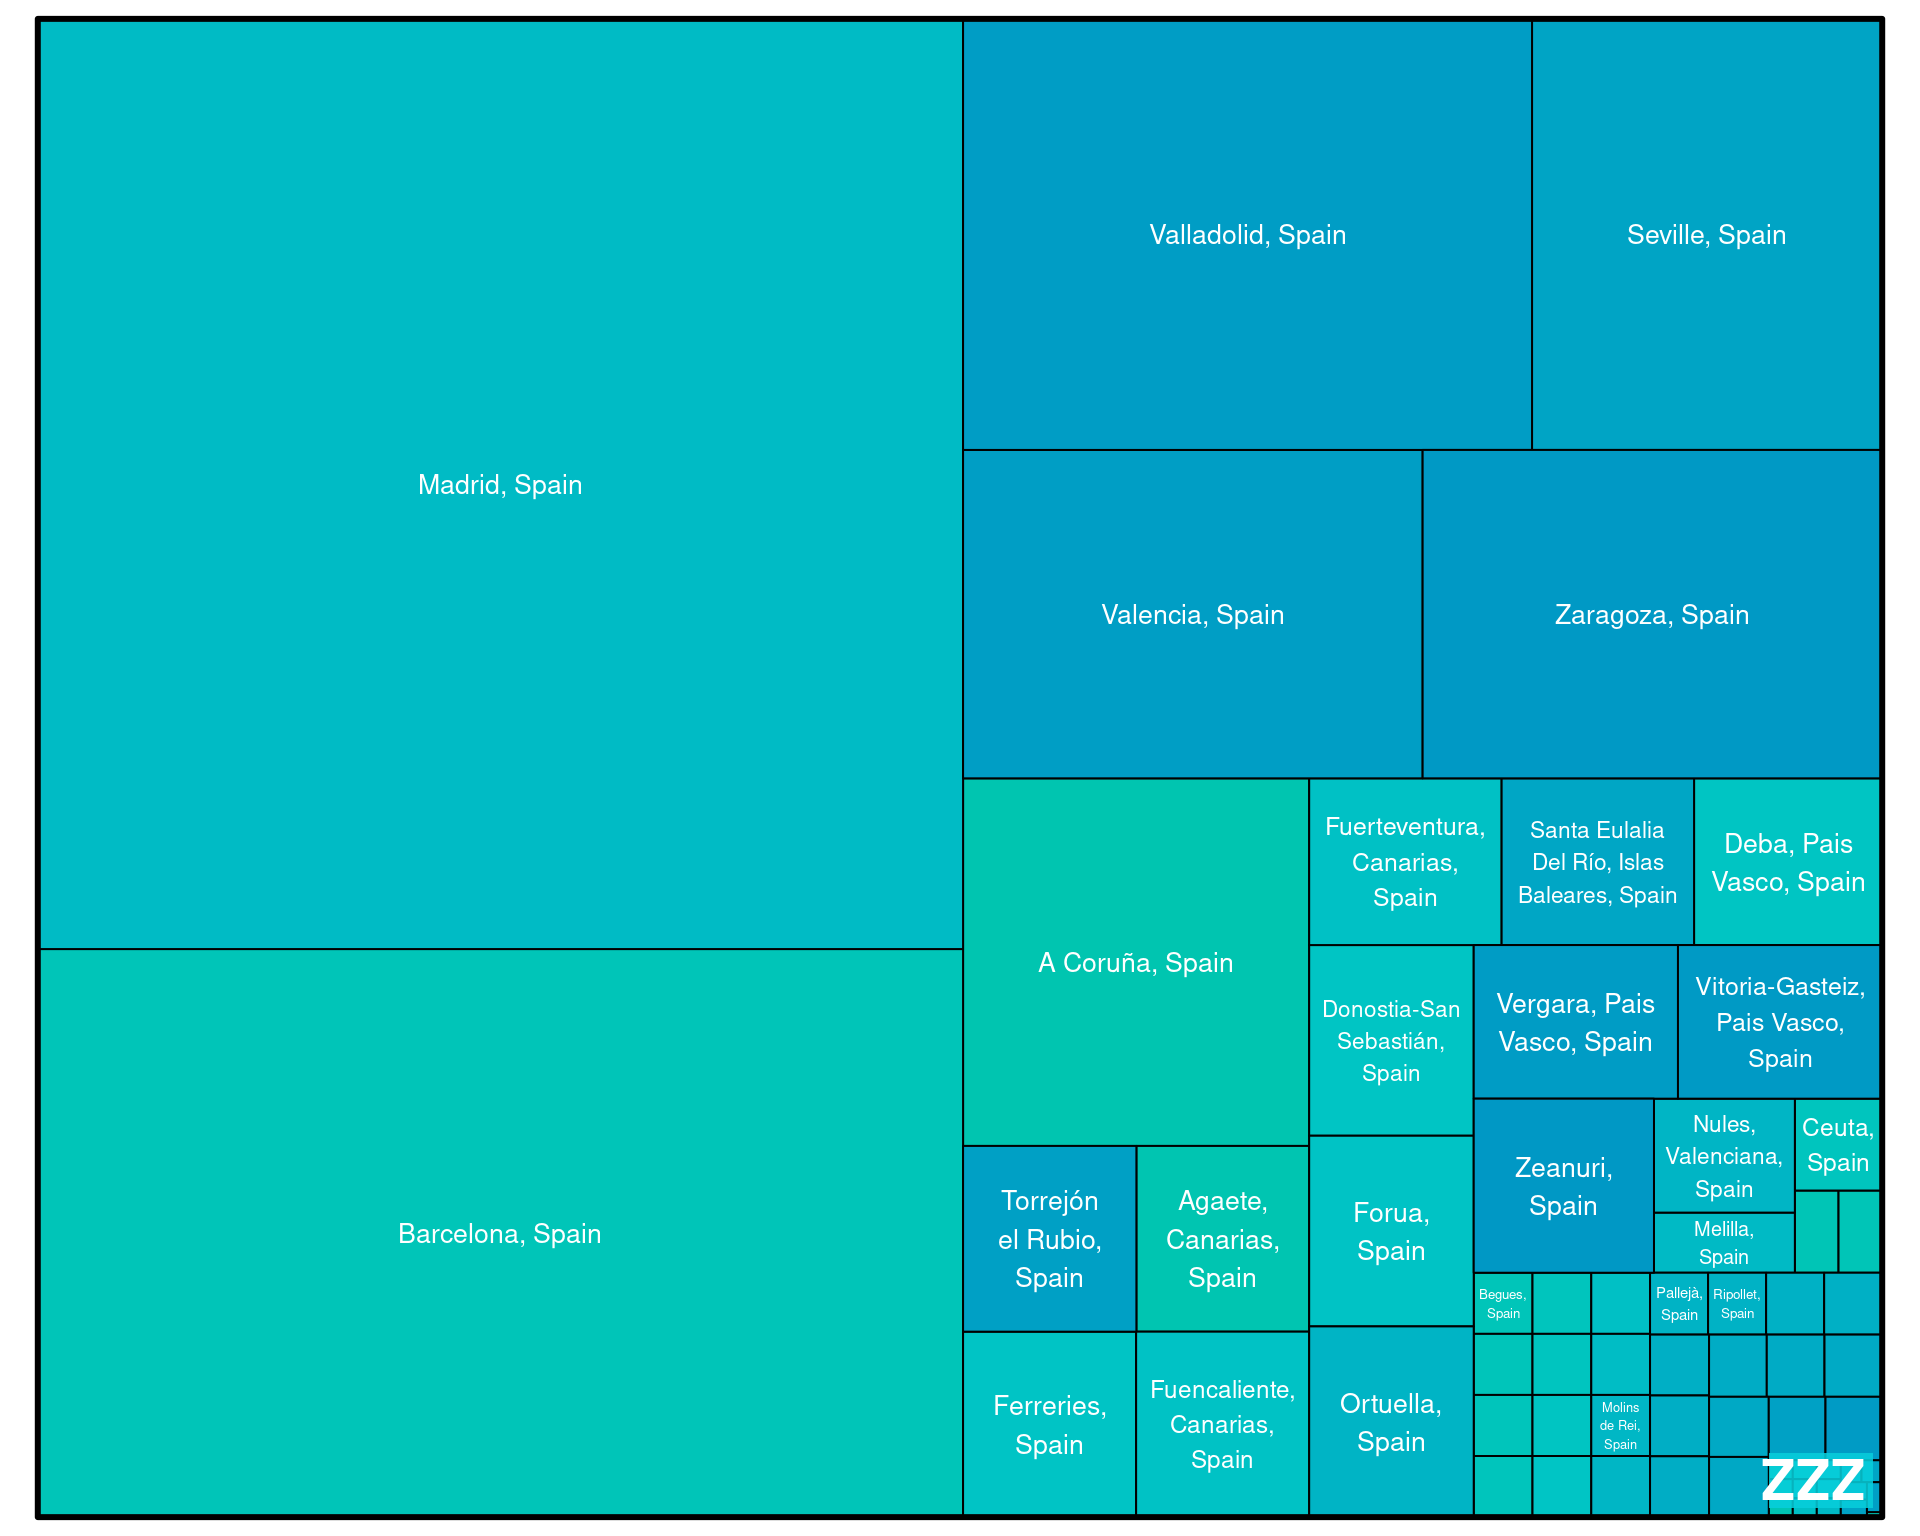 Madrid, Spain
Barcelona, Spain
Valladolid, Spain
Seville, Spain
Valencia, Spain
Zaragoza, Spain
A Coruña, Spain
Fuerteventura,
Canarias,
Spain
Santa Eulalia
Del Río, Islas
Baleares, Spain
Deba, Pais
Vasco, Spain
Donostia-San
Sebastián,
Spain
Vergara, Pais
Vasco, Spain
Vitoria-Gasteiz,
Pais Vasco,
Spain
Torrejón
el Rubio,
Spain
Agaete,
Canarias,
Spain
Forua,
Spain
Zeanuri,
Spain
Nules,
Valenciana,
Spain
Ceuta,
Spain
Melilla,
Spain
Ferreries,
Spain
Fuencaliente,
Canarias,
Spain
Ortuella,
Spain
Begues,
Spain
Pallejà,
Spain
Ripollet,
Spain
Molins
de Rei,
Spain
ZZZ